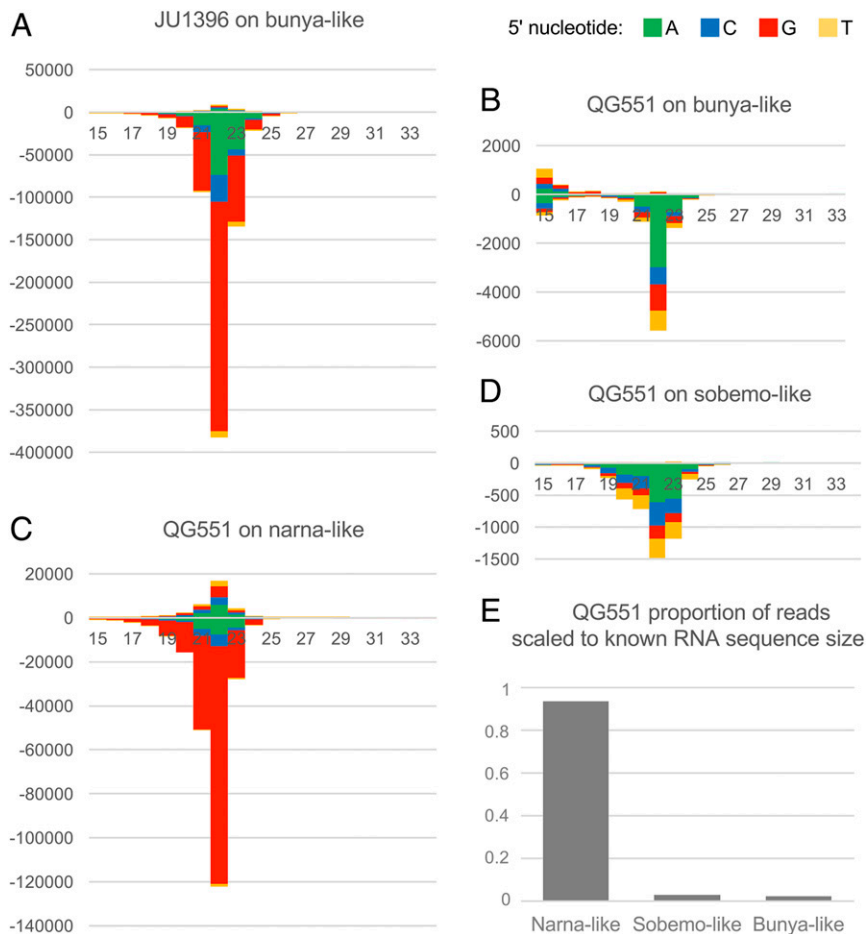 A
JU1396 on bunya-like
5' nucleotide: A C G T
50000
0
15 17 19 21 23 25 27 29 31 33
-50000
-100000
-150000
-200000
-250000
-300000
-350000
-400000
B
QG551 on bunya-like
2000
0
15 17 19 21 23 25 27 29 31 33
-2000
-4000
-6000
D
QG551 on sobemo-like
500
0
15 17 19 21 23 25 27 29 31 33
-500
-1000
-1500
C
QG551 on narna-like
20000
0
15 17 19 21 23 25 27 29 31 33
-20000
-40000
-60000
-80000
-100000
-120000
-140000
E
QG551 proportion of reads
scaled to known RNA sequence size
1
0.8
0.6
0.4
0.2
0
Narna-like Sobemo-like Bunya-like